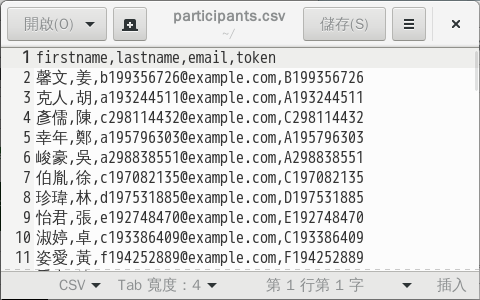 開啟(O)
participants.csv
~/
儲存(S)
1 firstname,lastname,email,token
2 馨文,姜,b199356726@example.com,B199356726
3 克人,胡,a193244511@example.com,A193244511
4 彥儒,陳,c298114432@example.com,C298114432
5 幸年,鄭,a195796303@example.com,A195796303
6 峻豪,吳,a298838551@example.com,A298838551
7 伯胤,徐,c197082135@example.com,C197082135
8 珍瑋,林,d197531885@example.com,D197531885
9 怡君,張,e192748470@example.com,E192748470
10 淑婷,卓,c193386409@example.com,C193386409
11 姿愛,黃,f194252889@example.com,F194252889
CSV Tab 寬度：4 第 1 行第 1 字 插入